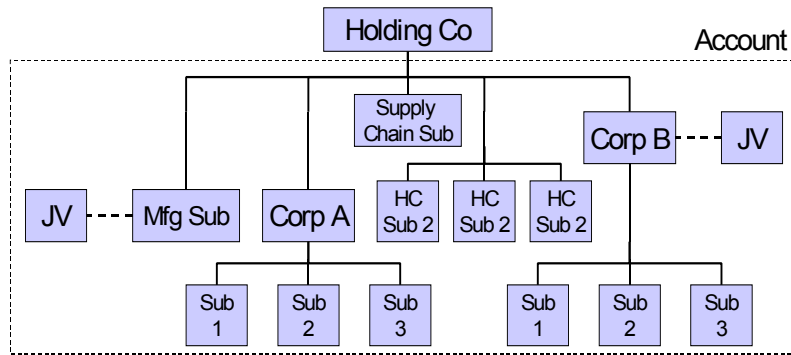 Holding Co
Account
Supply
Chain Sub
Corp B
JV
JV
Mfg Sub
Corp A
HC
Sub 2
HC
Sub 2
HC
Sub 2
Sub
1
Sub
2
Sub
3
Sub
1
Sub
2
Sub
3